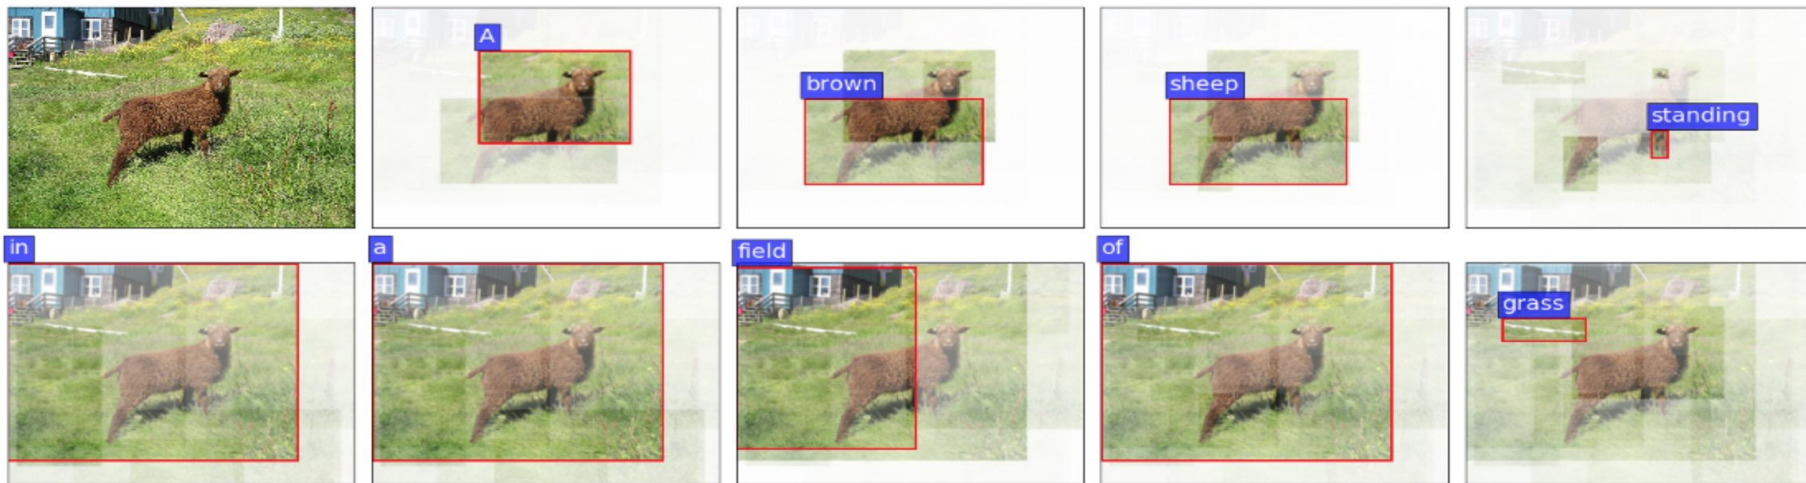 A
brown
sheep
standing
in
a
field
of
grass